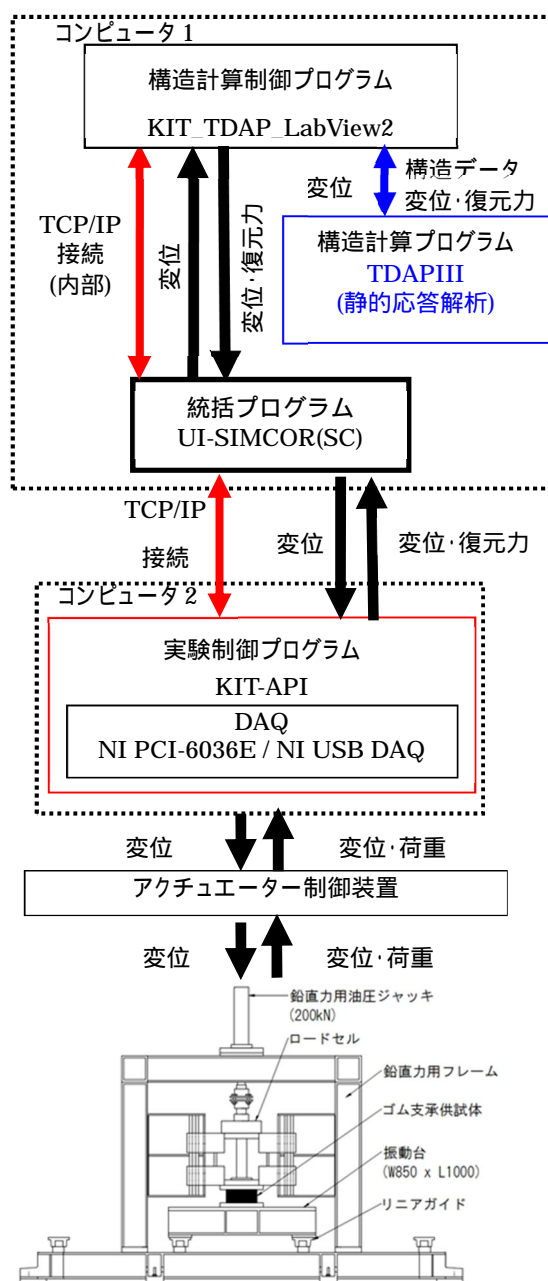 コンピュータ 1
構造計算制御プログラム
KIT_TDAP_LabView2
TCP/IP
接続
(内部)
変位
変位･復元力
変位
構造データ
変位･復元力
構造計算プログラム
TDAPIII
(静的応答解析)
統括プログラム
UI-SIMCOR(SC)
TCP/IP
接続
変位
変位･復元力
コンピュータ 2
実験制御プログラム
KIT-API
DAQ
NI PCI-6036E / NI USB DAQ
変位
変位･荷重
アクチュエーター制御装置
変位
変位･荷重
鉛直力用油圧ジャッキ
(200kN)
ロードセル
鉛直力用フレーム
ゴム支承供試体
振動台
(W850 x L1000)
リニアガイド